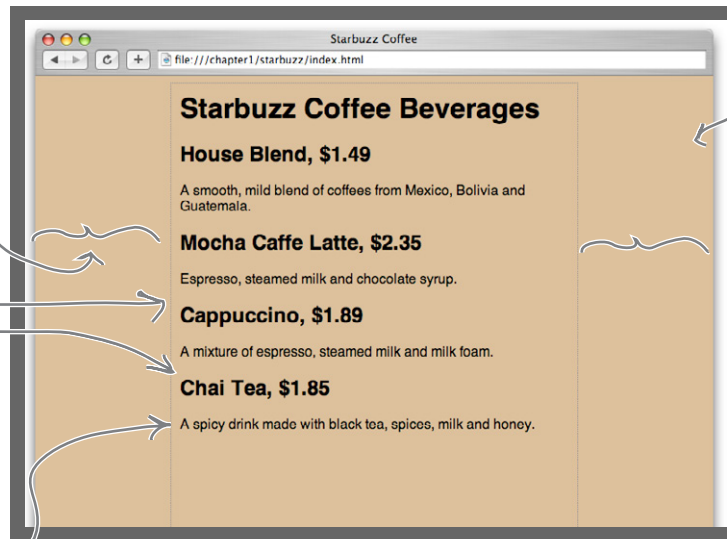 Starbuzz Coffee
file:///chapter1/starbuzz/index.html
Starbuzz Coffee Beverages
House Blend, $1.49
A smooth, mild blend of coffees from Mexico, Bolivia and
Guatemala.
Mocha Caffe Latte, $2.35
Espresso, steamed milk and chocolate syrup.
Cappuccino, $1.89
A mixture of espresso, steamed milk and milk foam.
Chai Tea, $1.85
A spicy drink made with black tea, spices, milk and honey.